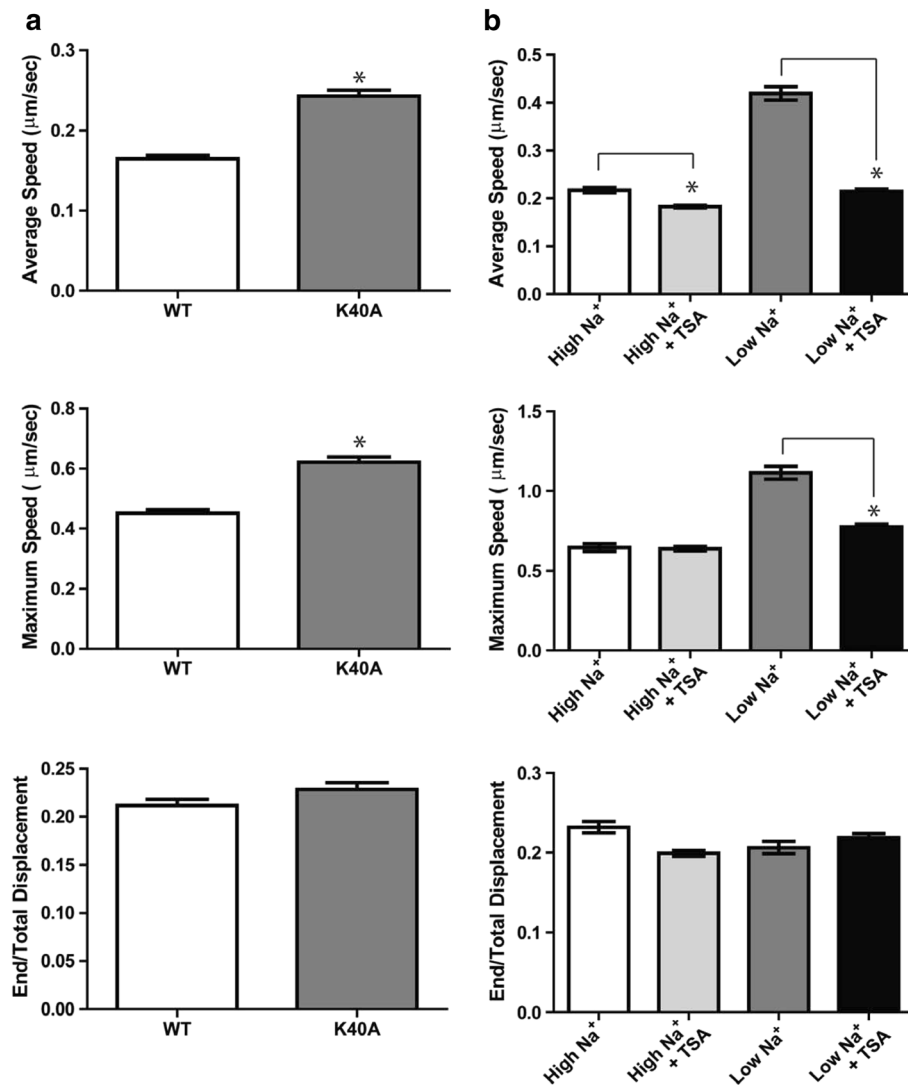 a
Average Speed (μm/sec)
0.3
0.2
0.1
0.0
*
WT
K40A
Maximum Speed ( μm/sec)
0.8
0.6
0.4
0.2
0.0
*
WT
K40A
End/Total Displacement
0.25
0.20
0.15
0.10
0.05
0.00
WT
K40A
b
Average Speed (μm/sec)
0.5
0.4
0.3
0.2
0.1
0.0
*
*
High Na+
High Na+
+ TSA
Low Na+
Low Na+
+ TSA
Maximum Speed ( μm/sec)
1.5
1.0
0.5
0.0
*
High Na+
High Na+
+ TSA
Low Na+
Low Na+
+ TSA
End/Total Displacement
0.3
0.2
0.1
0.0
High Na+
High Na+
+ TSA
Low Na+
Low Na+
+ TSA